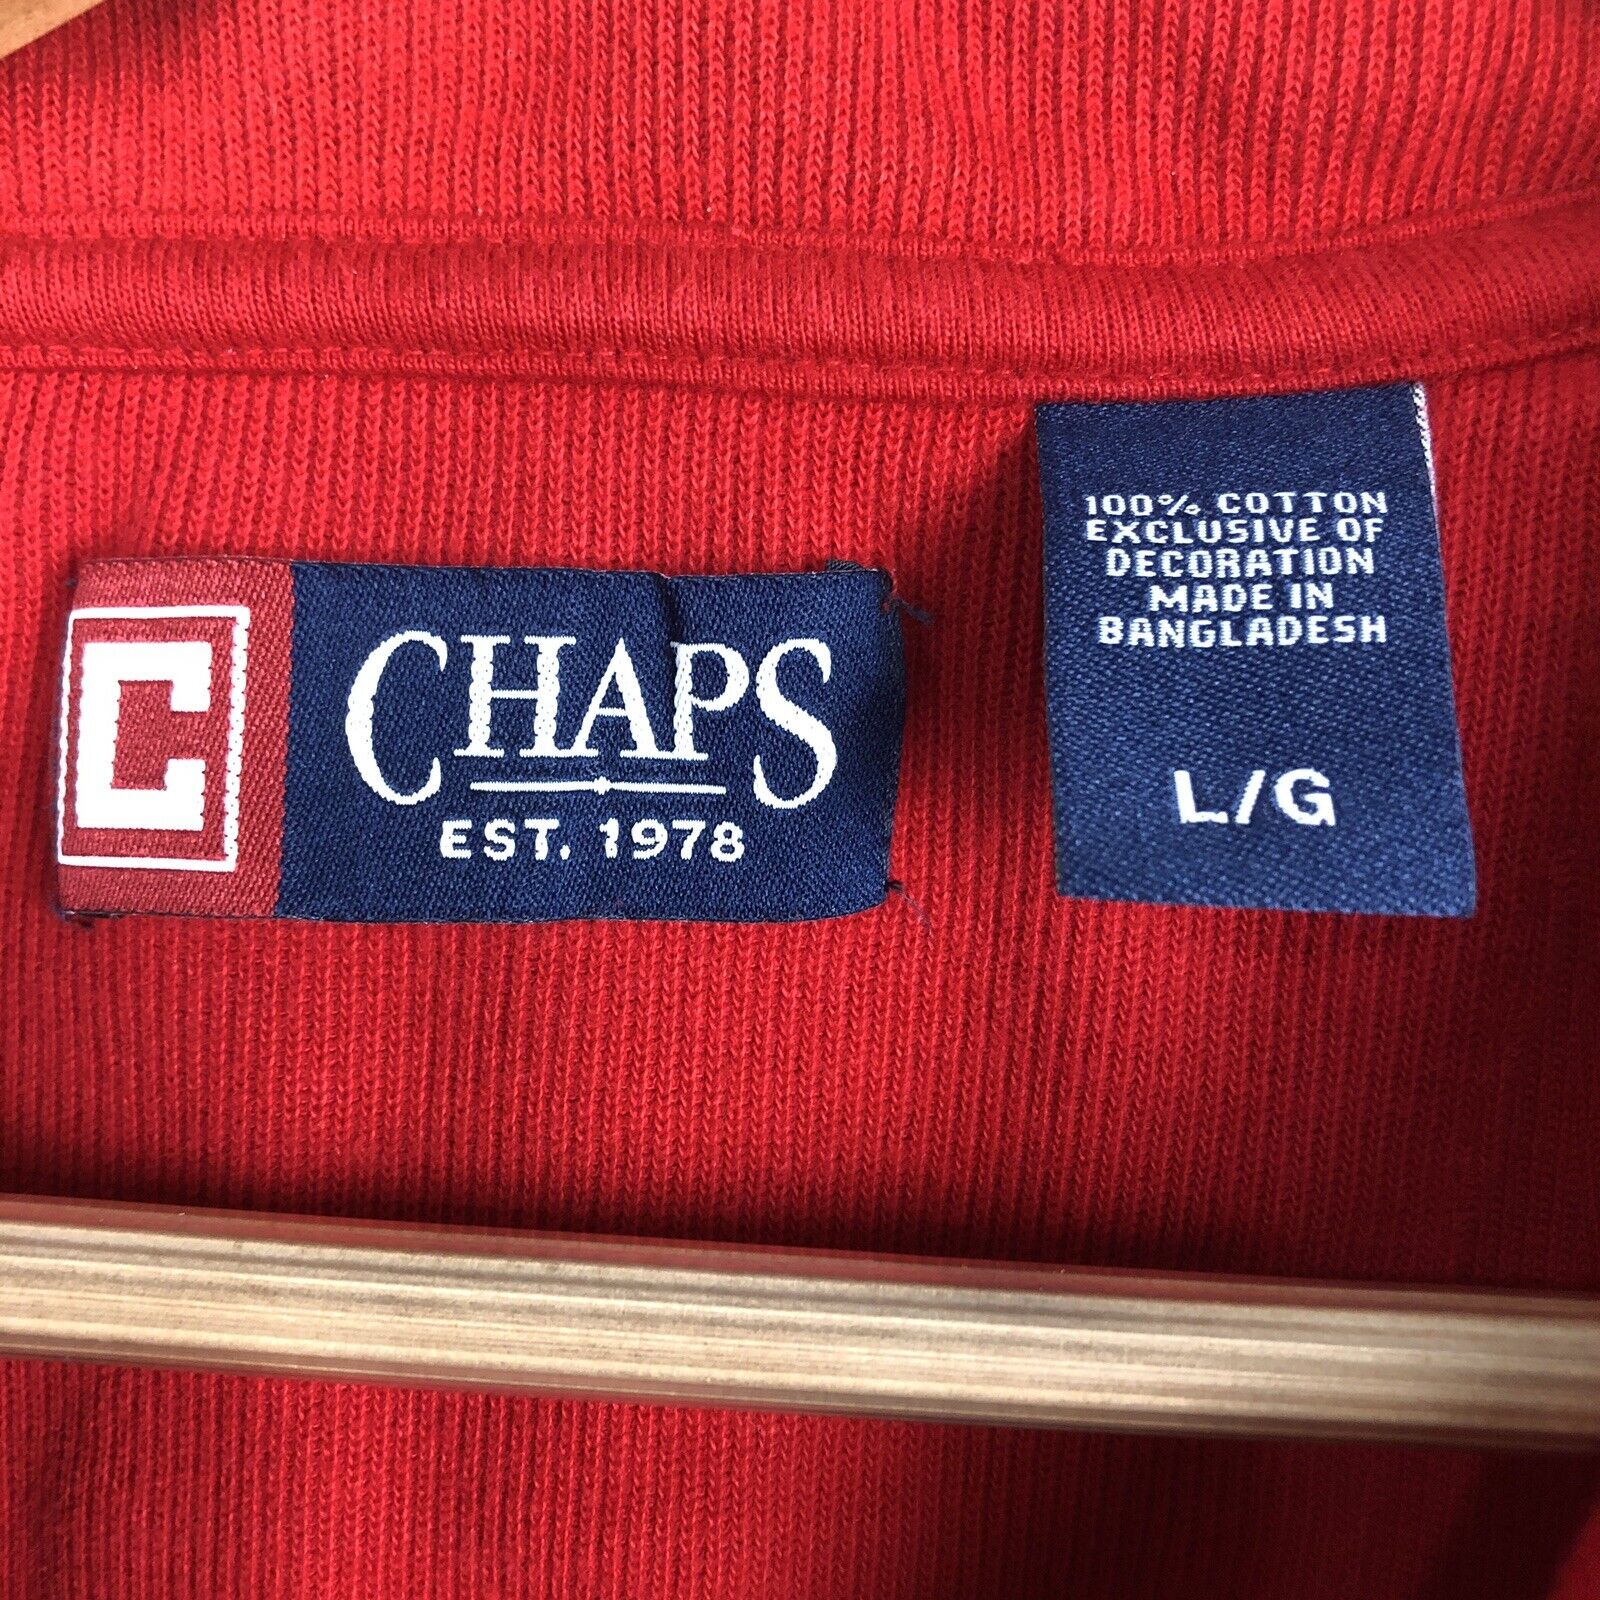 C
CHAPS
EST. 1978
100% COTTON
EXCLUSIVE OF
DECORATION
MADE IN
BANGLADESH
L/G